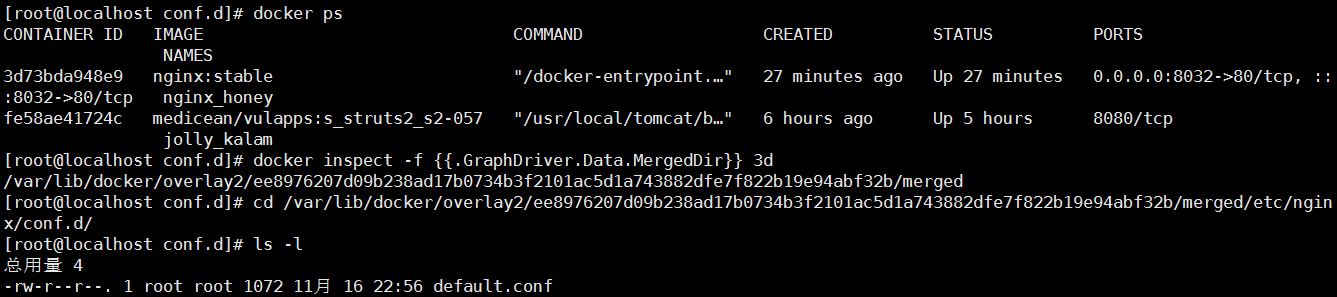 [root@localhost conf.d]# docker ps
CONTAINER ID   IMAGE                             COMMAND                  CREATED          STATUS          PORTS
                NAMES
3d73bda948e9   nginx:stable                      "/docker-entrypoint.…"   27 minutes ago   Up 27 minutes   0.0.0.0:8032->80/tcp, ::
:8032->80/tcp   nginx_honey
fe58ae41724c   medicean/vulapps:s_struts2_s2-057   "/usr/local/tomcat/b…"   6 hours ago      Up 5 hours      8080/tcp
                jolly_kalam
[root@localhost conf.d]# docker inspect -f {{.GraphDriver.Data.MergedDir}} 3d
/var/lib/docker/overlay2/ee8976207d09b238ad17b0734b3f2101ac5d1a743882dfe7f822b19e94abf32b/merged
[root@localhost conf.d]# cd /var/lib/docker/overlay2/ee8976207d09b238ad17b0734b3f2101ac5d1a743882dfe7f822b19e94abf32b/merged/etc/ngin
x/conf.d/
[root@localhost conf.d]# ls -l
总用量 4
-rw-r--r--. 1 root root 1072 11月 16 22:56 default.conf